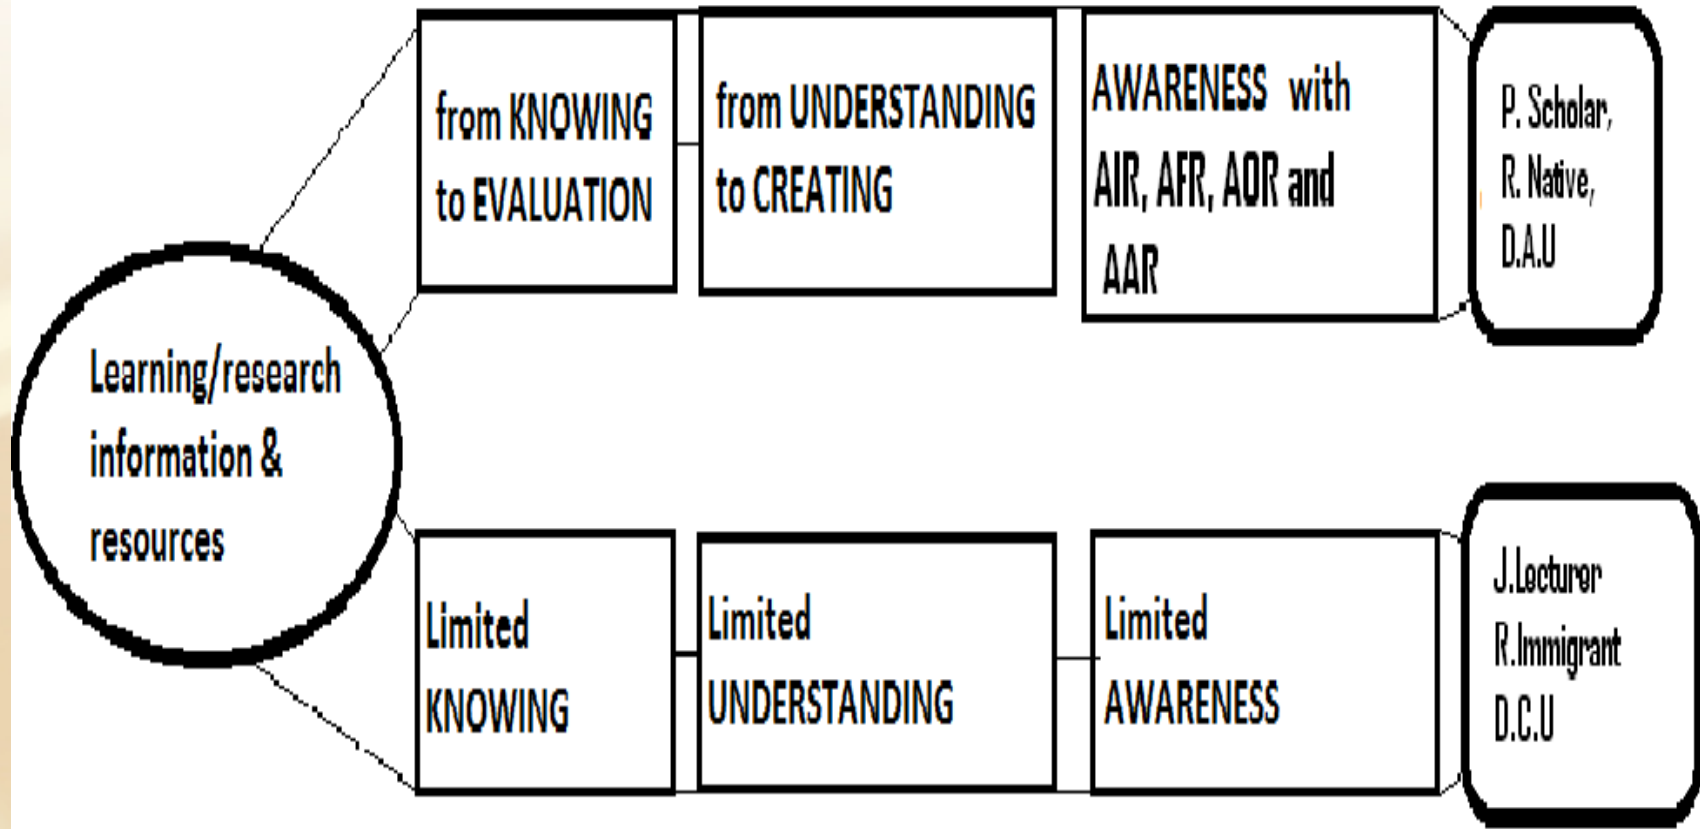 from KNOWING
to EVALUATION
from UNDERSTANDING
to CREATING
AWARENESS with
AIR, AFR, AOR and
AAR
P. Scholar,
R. Native,
D.A.U
Learning/research
information &
resources
Limited
KNOWING
Limited
UNDERSTANDING
Limited
AWARENESS
J.Lecturer
R.Immigrant
D.C.U